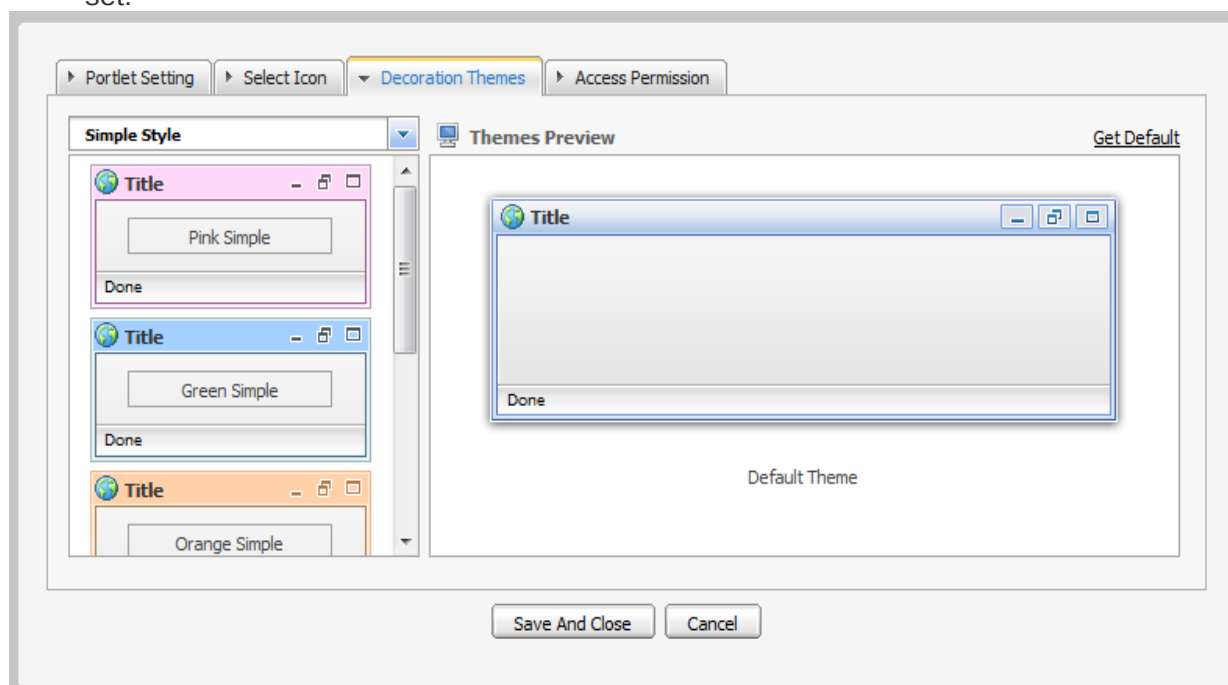 set.
Portlet Setting Select Icon Decoration Themes Access Permission
Simple Style
Themes Preview Get Default
Title
Pink Simple
Done
Title
Green Simple
Done
Title
Orange Simple
Title
Done
Default Theme
Save And Close Cancel